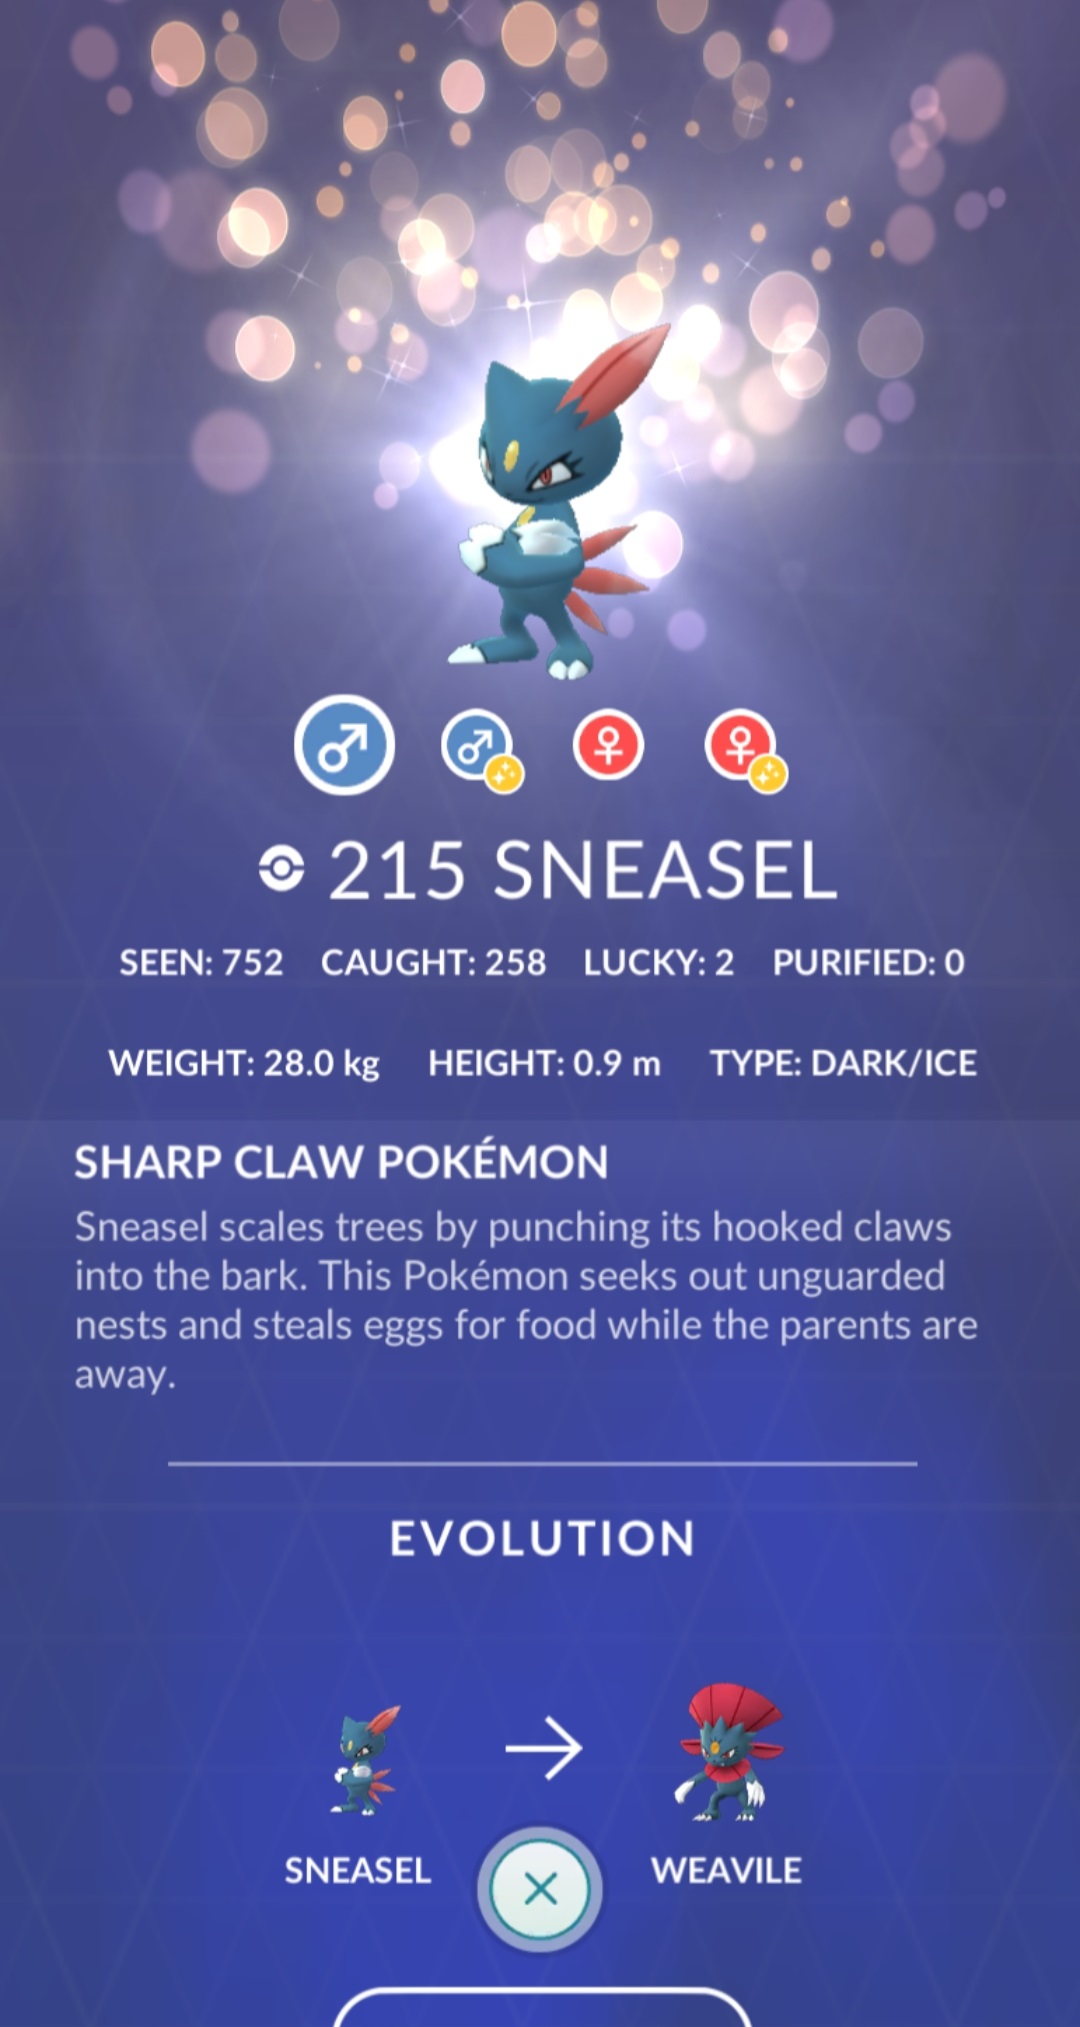 215 SNEASEL
SEEN: 752 CAUGHT: 258 LUCKY: 2 PURIFIED: 0
WEIGHT: 28.0 kg HEIGHT: 0.9 m TYPE: DARK/ICE
SHARP CLAW POKÉMON
Sneasel scales trees by punching its hooked claws
into the bark. This Pokémon seeks out unguarded
nests and steals eggs for food while the parents are
away.
EVOLUTION
SNEASEL WEAVILE